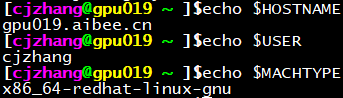 [cjzhang@gpu019 ~ ]$echo $HOSTNAME
gpu019.aibee.cn
[cjzhang@gpu019 ~ ]$echo $USER
cjzhang
[cjzhang@gpu019 ~ ]$echo $MACHTYPE
x86_64-redhat-linux-gnu